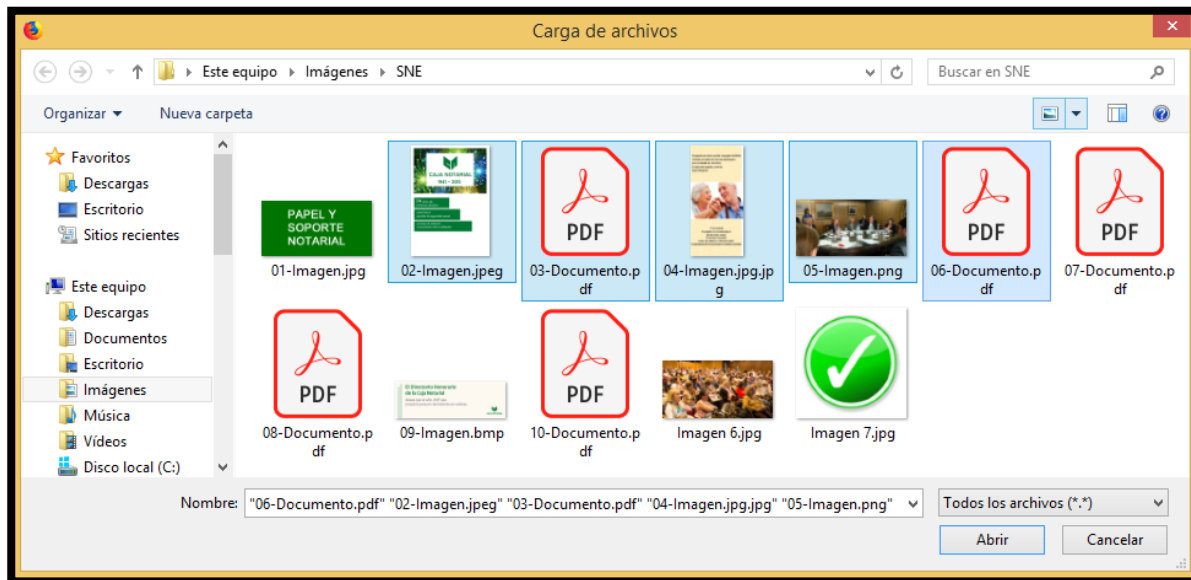 Carga de archivos
Este equipo Imágenes SNE
Buscar en SNE
Organizar
Nueva carpeta
Favoritos
Descargas
Escritorio
Sitios recientes
Este equipo
Descargas
Documentos
Escritorio
Imágenes
Música
Vídeos
Disco local (C:)
PAPEL Y
SOPORTE
NOTARIAL
01-Imagen.jpg
CAJA NOTARIAL
02-Imagen.jpeg
PDF
03-Documento.p
df
04-Imagen.jpg.jp
g
05-Imagen.png
PDF
06-Documento.p
df
PDF
07-Documento.p
df
PDF
08-Documento.p
df
09-Imagen.bmp
PDF
10-Documento.p
df
Imagen 6.jpg
Imagen 7.jpg
Nombre: "06-Documento.pdf" "02-Imagen.jpeg" "03-Documento.pdf" "04-Imagen.jpg.jpg" "05-Imagen.png"
Todos los archivos (*.*)
Abrir
Cancelar